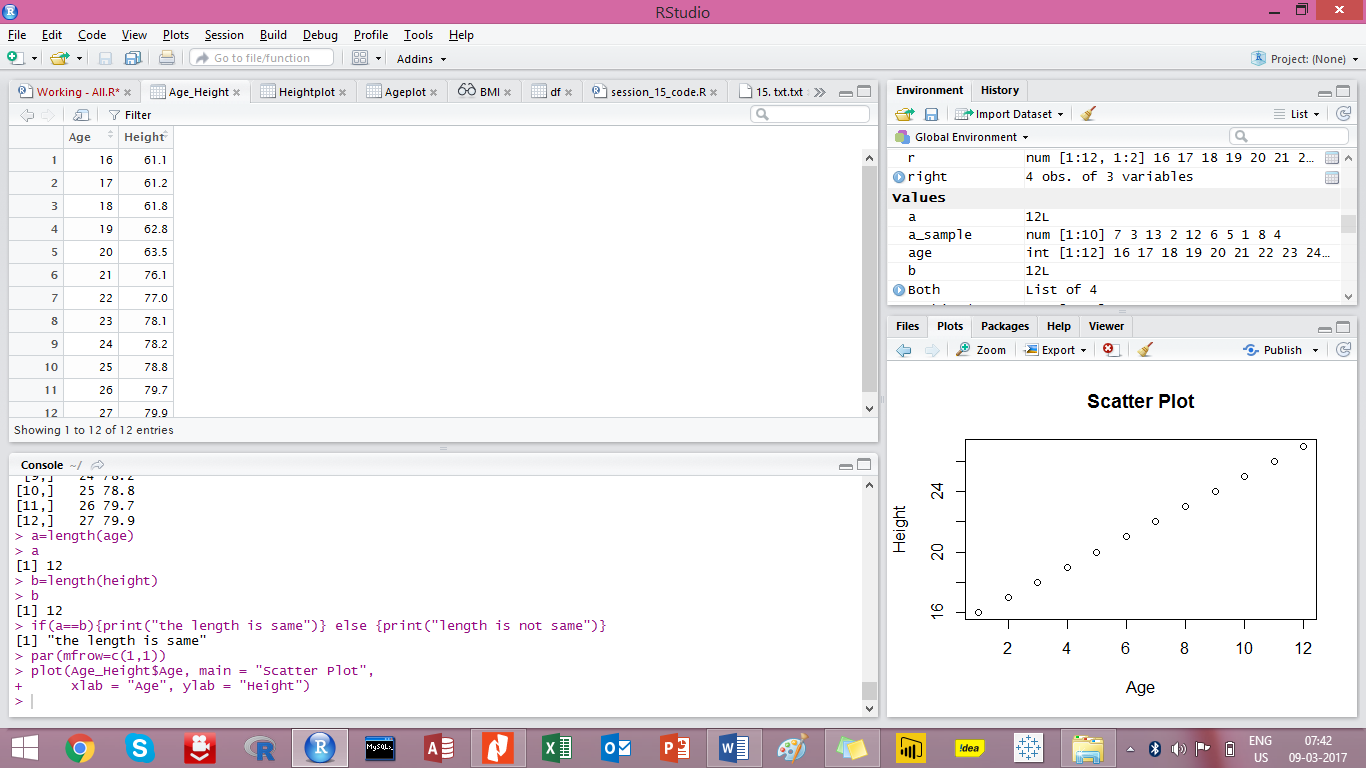 RStudio
File Edit Code View Plots Session Build Debug Profile Tools Help
Go to file/function Addins Project: (None)
Working - All.R* Age_Height Heightplot Ageplot BMI df session_15_code.R 15. txt.txt
Filter
Age Height
1 16 61.1
2 17 61.2
3 18 61.8
4 19 62.8
5 20 63.5
6 21 76.1
7 22 77.0
8 23 78.1
9 24 78.2
10 25 78.8
11 26 79.7
12 27 79.9
Showing 1 to 12 of 12 entries
Console ~/
[9,] 24 78.2
[10,] 25 78.8
[11,] 26 79.7
[12,] 27 79.9
> a=length(age)
> a
[1] 12
> b=length(height)
> b
[1] 12
> if(a==b){print("the length is same")} else {print("length is not same")}
[1] "the length is same"
> par(mfrow=c(1,1))
> plot(Age_Height$Age, main = "Scatter Plot",
+ xlab = "Age", ylab = "Height")
>
Environment History
Import Dataset List
Global Environment
r num [1:12, 1:2] 16 17 18 19 20 21 2...
right 4 obs. of 3 variables
Values
a 12L
a_sample num [1:10] 7 3 13 2 12 6 5 1 8 4
age int [1:12] 16 17 18 19 20 21 22 23 24...
b 12L
Both List of 4
Files Plots Packages Help Viewer
Zoom Export Publish
Scatter Plot
Height
24
20
16
2 4 6 8 10 12
Age
MySQL
!dea
ENG
US
07:42
09-03-2017